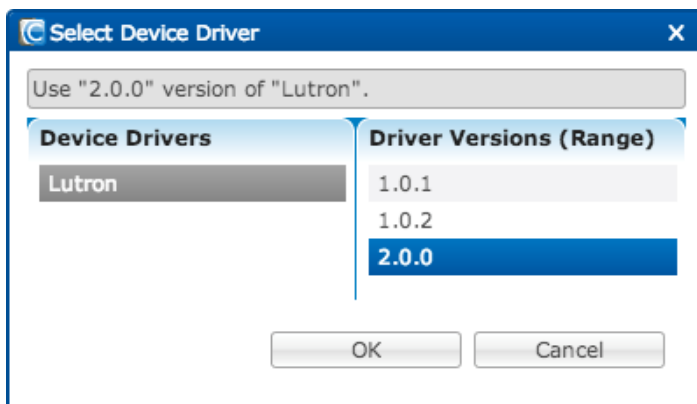 Select Device Driver
Use "2.0.0" version of "Lutron".
Device Drivers
Lutron
Driver Versions (Range)
1.0.1
1.0.2
2.0.0
OK
Cancel